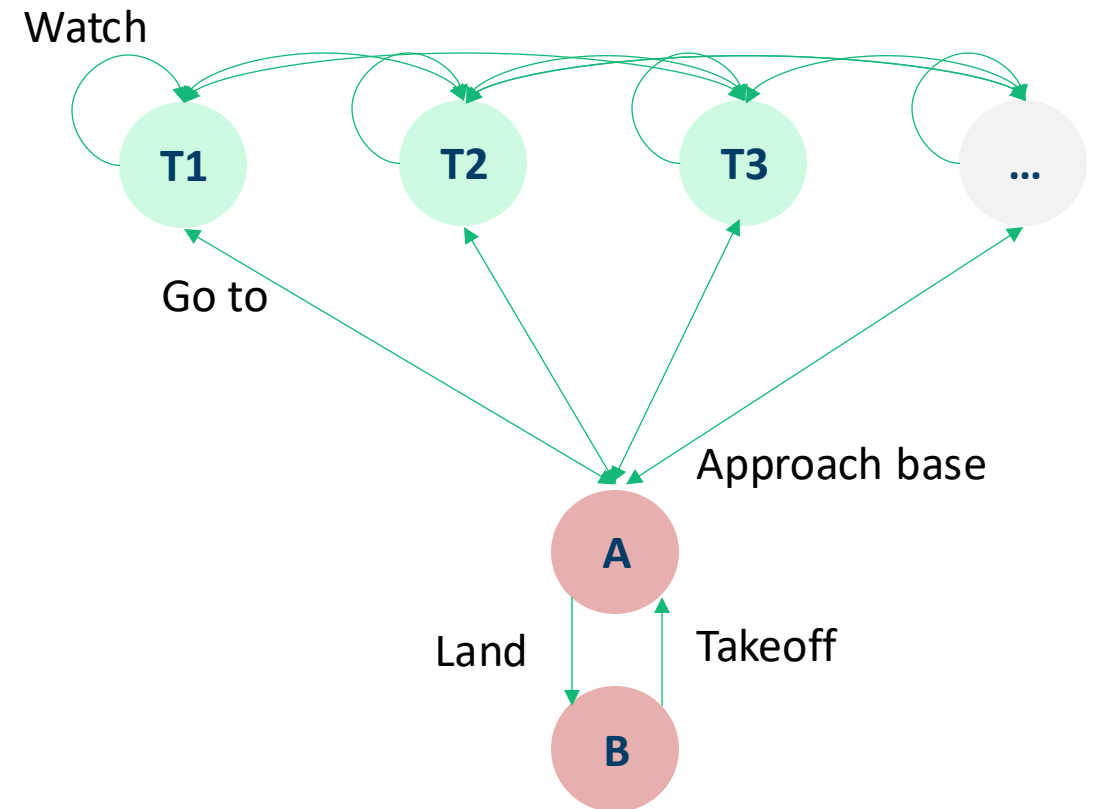 Watch
T1
T2
T3
...
Go to
Approach base
A
Land
Takeoff
B